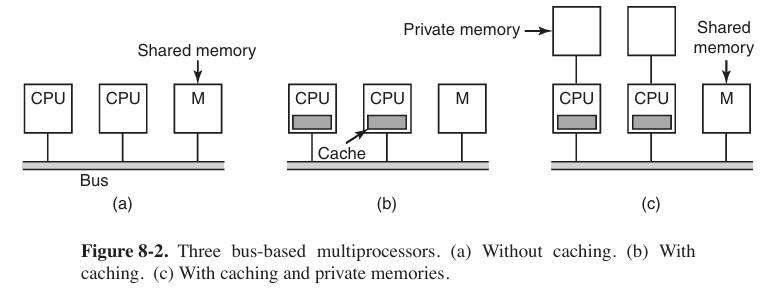 Shared memory
CPU
CPU
M
Bus
(a)
CPU
CPU
M
Cache
(b)
Private memory
Shared
memory
CPU
CPU
M
(c)
Figure 8-2. Three bus-based multiprocessors. (a) Without caching. (b) With
caching. (c) With caching and private memories.